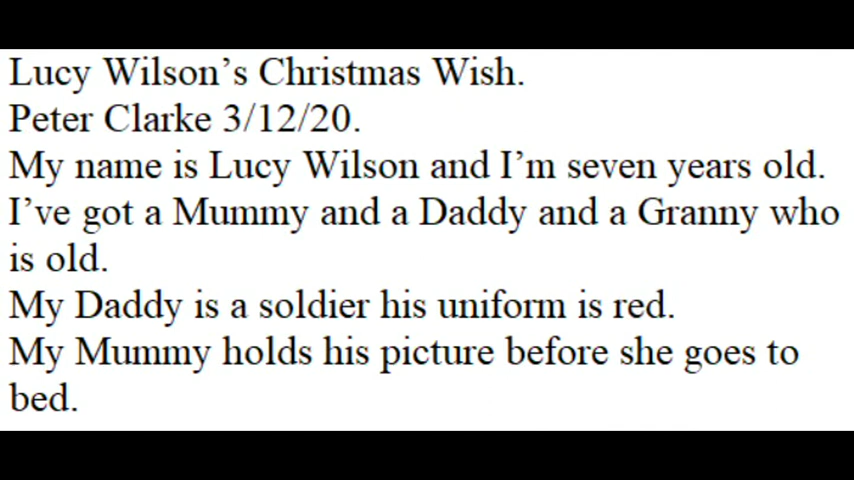 Lucy Wilson’s Christmas Wish.
Peter Clarke 3/12/20.
My name is Lucy Wilson and I’m seven years old.
I’ve got a Mummy and a Daddy and a Granny who
is old.
My Daddy is a soldier his uniform is red.
My Mummy holds his picture before she goes to
bed.